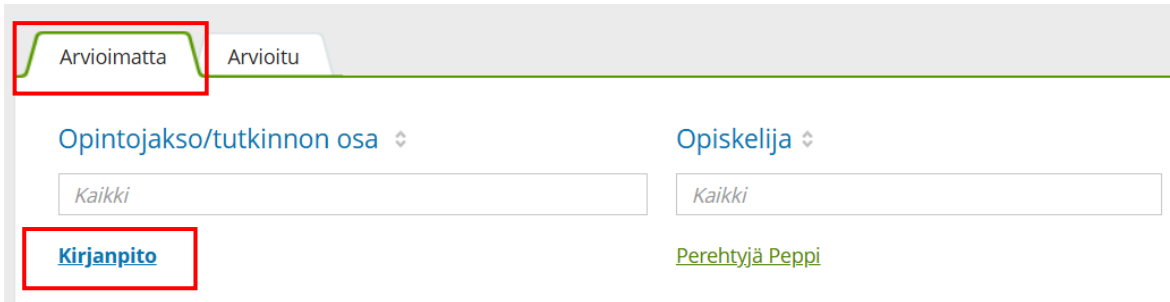 Arvioimatta Arvioitu
Opintojakso/tutkinnon osa Opiskelija
Kaikki Kaikki
Kirjanpito Perehtyjä Peppi